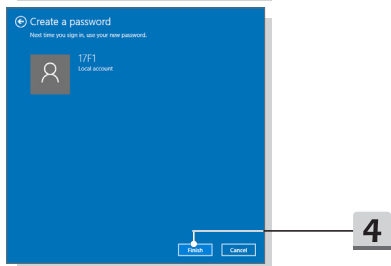 Create a password
Next time you sign in, use your new password.
17F1
Local account
Finish Cancel
4